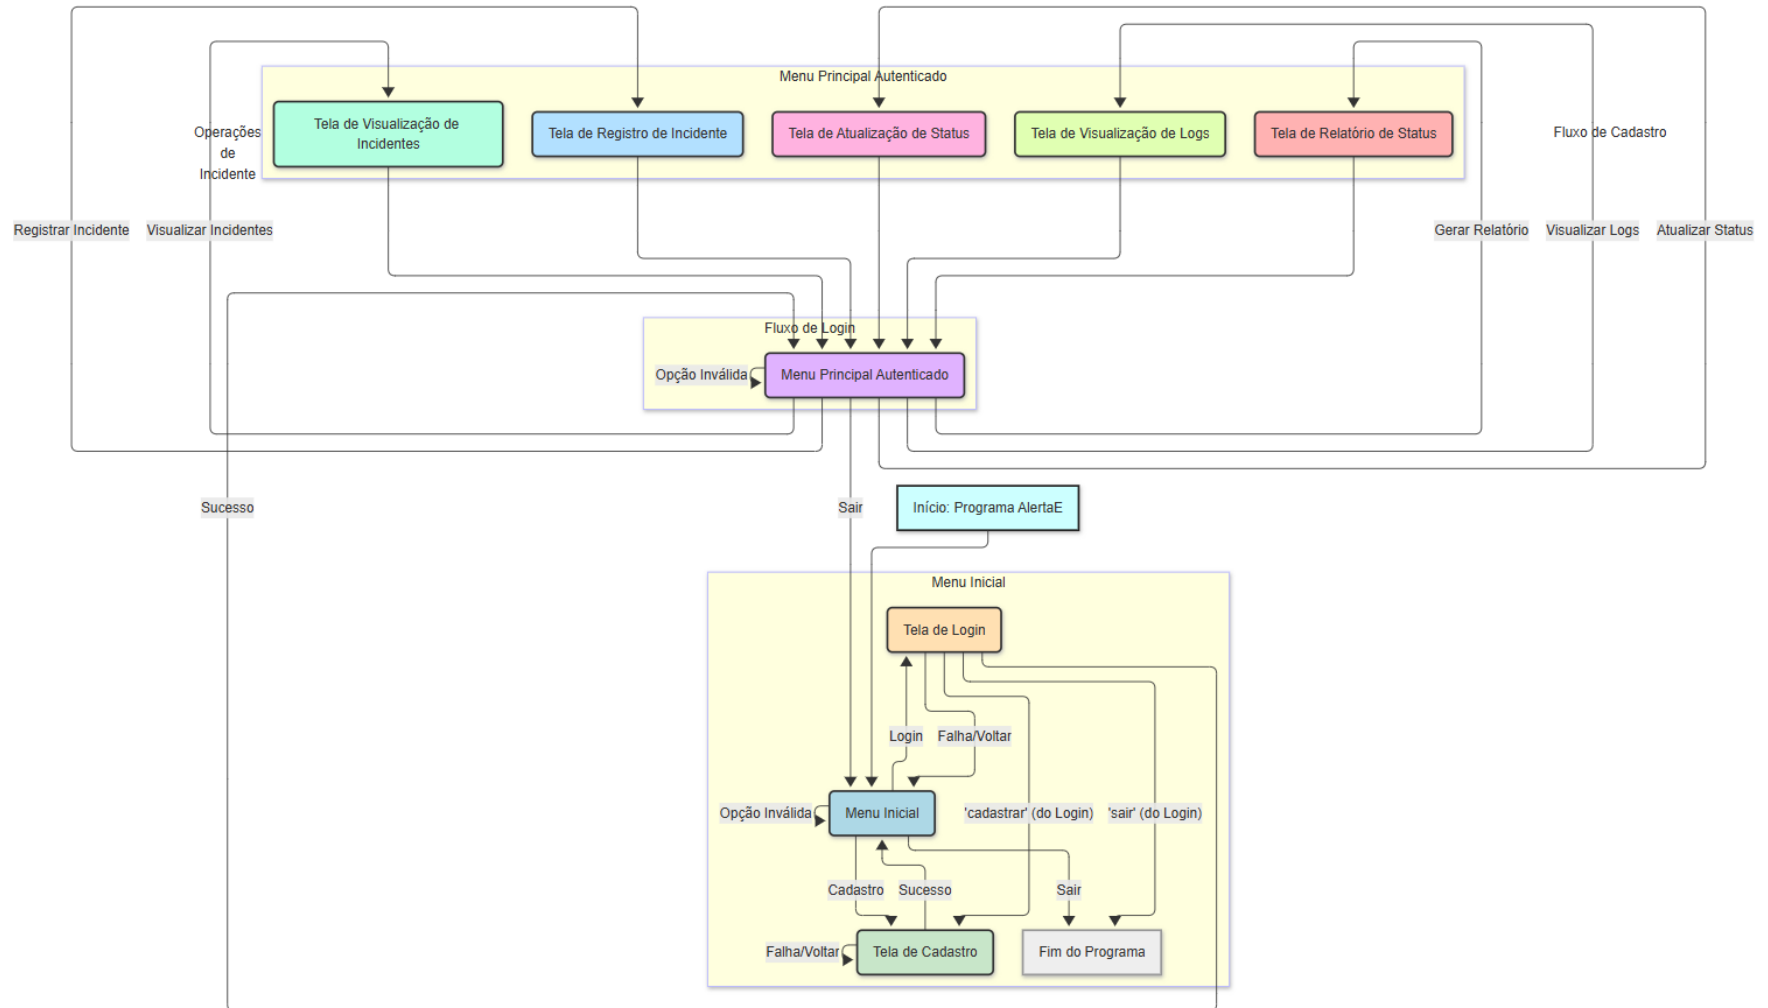 Menu Principal Autenticado
Tela de Visualização de
Incidentes
Tela de Registro de Incidente
Tela de Atualização de Status
Tela de Visualização de Logs
Tela de Relatório de Status
Operações
de
Incidente
Fluxo de Cadastro
Registrar Incidente
Visualizar Incidentes
Gerar Relatório
Visualizar Logs
Atualizar Status
Fluxo de Login
Opção Inválida
Menu Principal Autenticado
Sucesso
Sair
Início: Programa AlertaE
Menu Inicial
Tela de Login
Login
Falha/Voltar
Opção Inválida
Menu Inicial
'cadastrar' (do Login)
'sair' (do Login)
Cadastro
Sucesso
Sair
Falha/Voltar
Tela de Cadastro
Fim do Programa